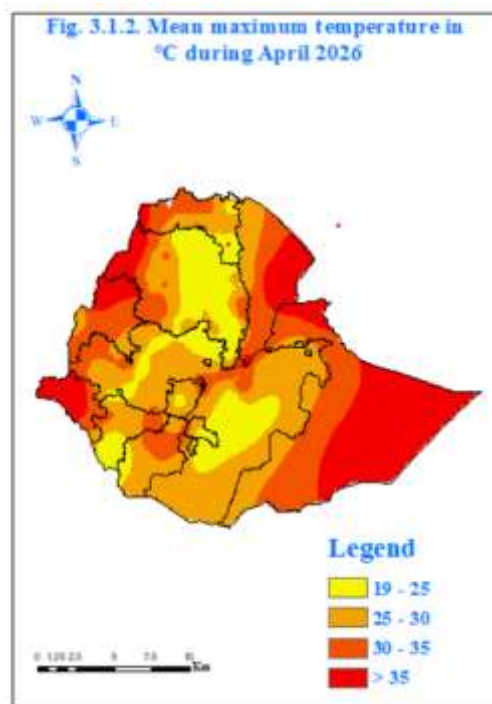 Fig. 3.1.2. Mean maximum temperature in
°C during April 2026
N
W E
S
Legend
19 - 25
25 - 30
30 - 35
> 35
Km